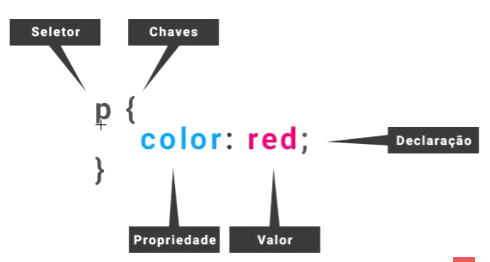 Seletor
Chaves
p {
color: red;
Declaração
}
Propriedade
Valor